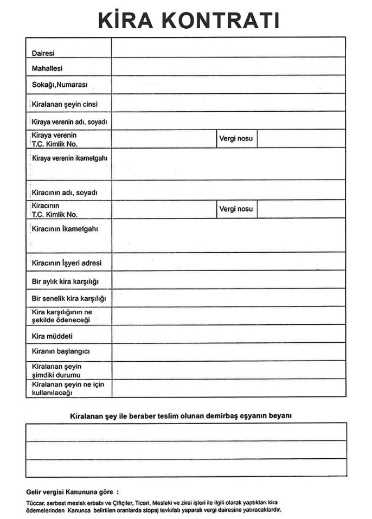 KİRA KONTRATI
Dairesi
Mahallesi
Sokağı,Numarası
Kiralanan şeyin cinsi
Kiraya verenin adı, soyadı
Kiraya verenin
T.C. Kimlik No.
Vergi nosu
Kiraya verenin ikametgahı
Kiracının adı, soyadı
Kiracının
T.C. Kimlik No.
Vergi nosu
Kiracının İkametgahı
Kiracının İşyeri adresi
Bir aylık kira karşılığı
Bir senelik kira karşılığı
Kira karşılığının ne
şekilde ödeneceği
Kira müddeti
Kiranın başlangıcı
Kiralanan şeyin
şimdiki durumu
Kiralanan şeyin ne için
kullanılacağı
Kiralanan şey ile beraber teslim olunan demirbaş eşyanın beyanı
Gelir vergisi Kanununa göre :
Tüccar, serbest meslek erbabı ve Çiftçiler, Ticari, Mesleki ve zirai işleri ile ilgili olarak yaptıkları kira
ödemelerinden Kanunca belirtilen oranlarda stopaj tevkifatı yaparak vergi dairesine yatıracaklardır.